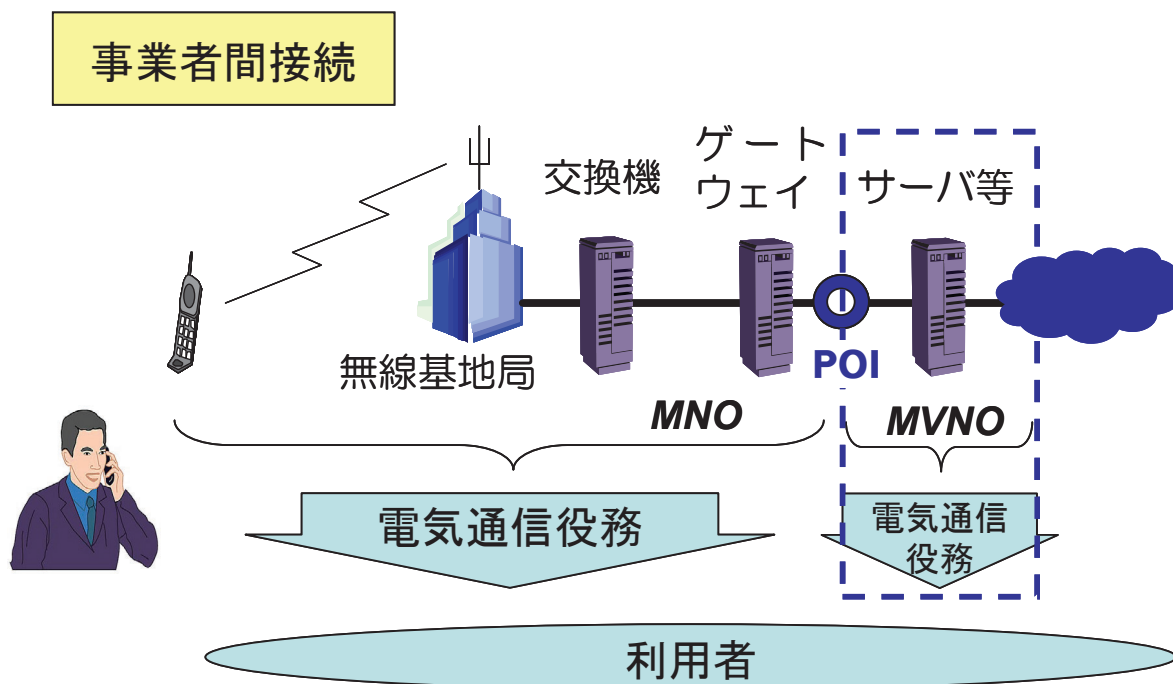 事業者間接続
交換機
ゲート
ウェイ
サーバ等
無線基地局
POI
MNO
MVNO
電気通信役務
電気通信
役務
利用者